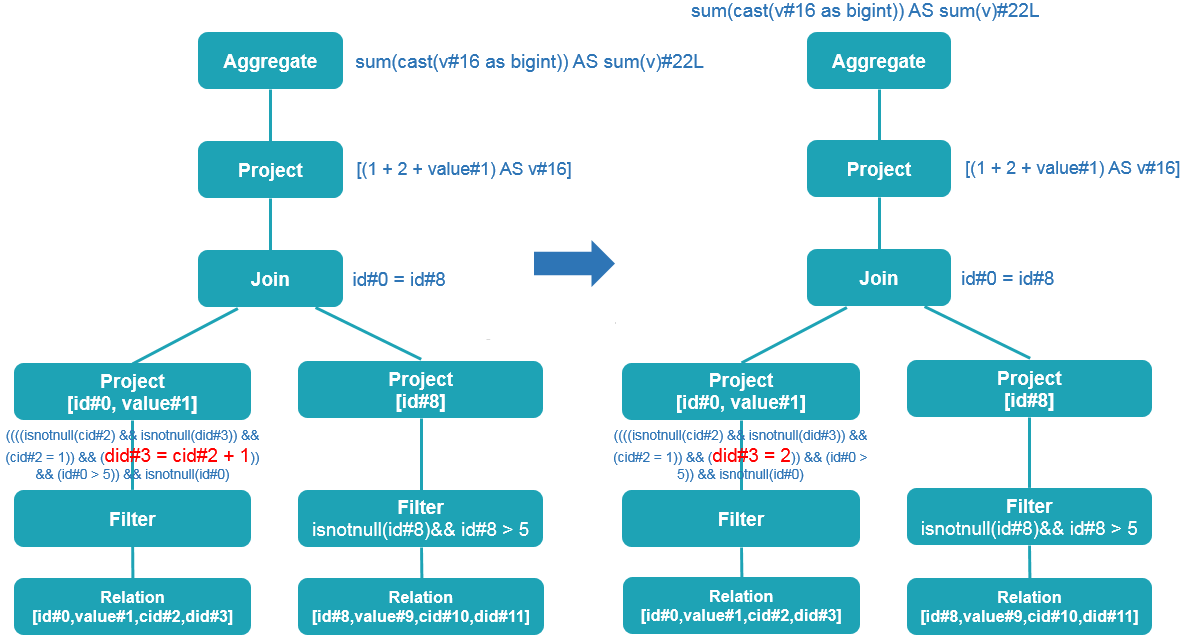 Aggregate
sum(cast(v#16 as bigint)) AS sum(v)#22L
Project
[(1 + 2 + value#1) AS v#16]
Join
id#0 = id#8
Project
[id#0, value#1]
Project
[id#8]
((((isnotnull(cid#2) && isnotnull(did#3)) &&
(cid#2 = 1)) && (did#3 = cid#2 + 1))
&& (id#0 > 5)) && isnotnull(id#0)
Filter
Filter
isnotnull(id#8)&& id#8 > 5
Relation
[id#0,value#1,cid#2,did#3]
Relation
[id#8,value#9,cid#10,did#11]
sum(cast(v#16 as bigint)) AS sum(v)#22L
Aggregate
Project
[(1 + 2 + value#1) AS v#16]
Join
id#0 = id#8
Project
[id#0, value#1]
Project
[id#8]
((((isnotnull(cid#2) && isnotnull(did#3)) &&
(cid#2 = 1)) && (did#3 = 2)) && (id#0 >
5)) && isnotnull(id#0)
Filter
Filter
isnotnull(id#8)&& id#8 > 5
Relation
[id#0,value#1,cid#2,did#3]
Relation
[id#8,value#9,cid#10,did#11]